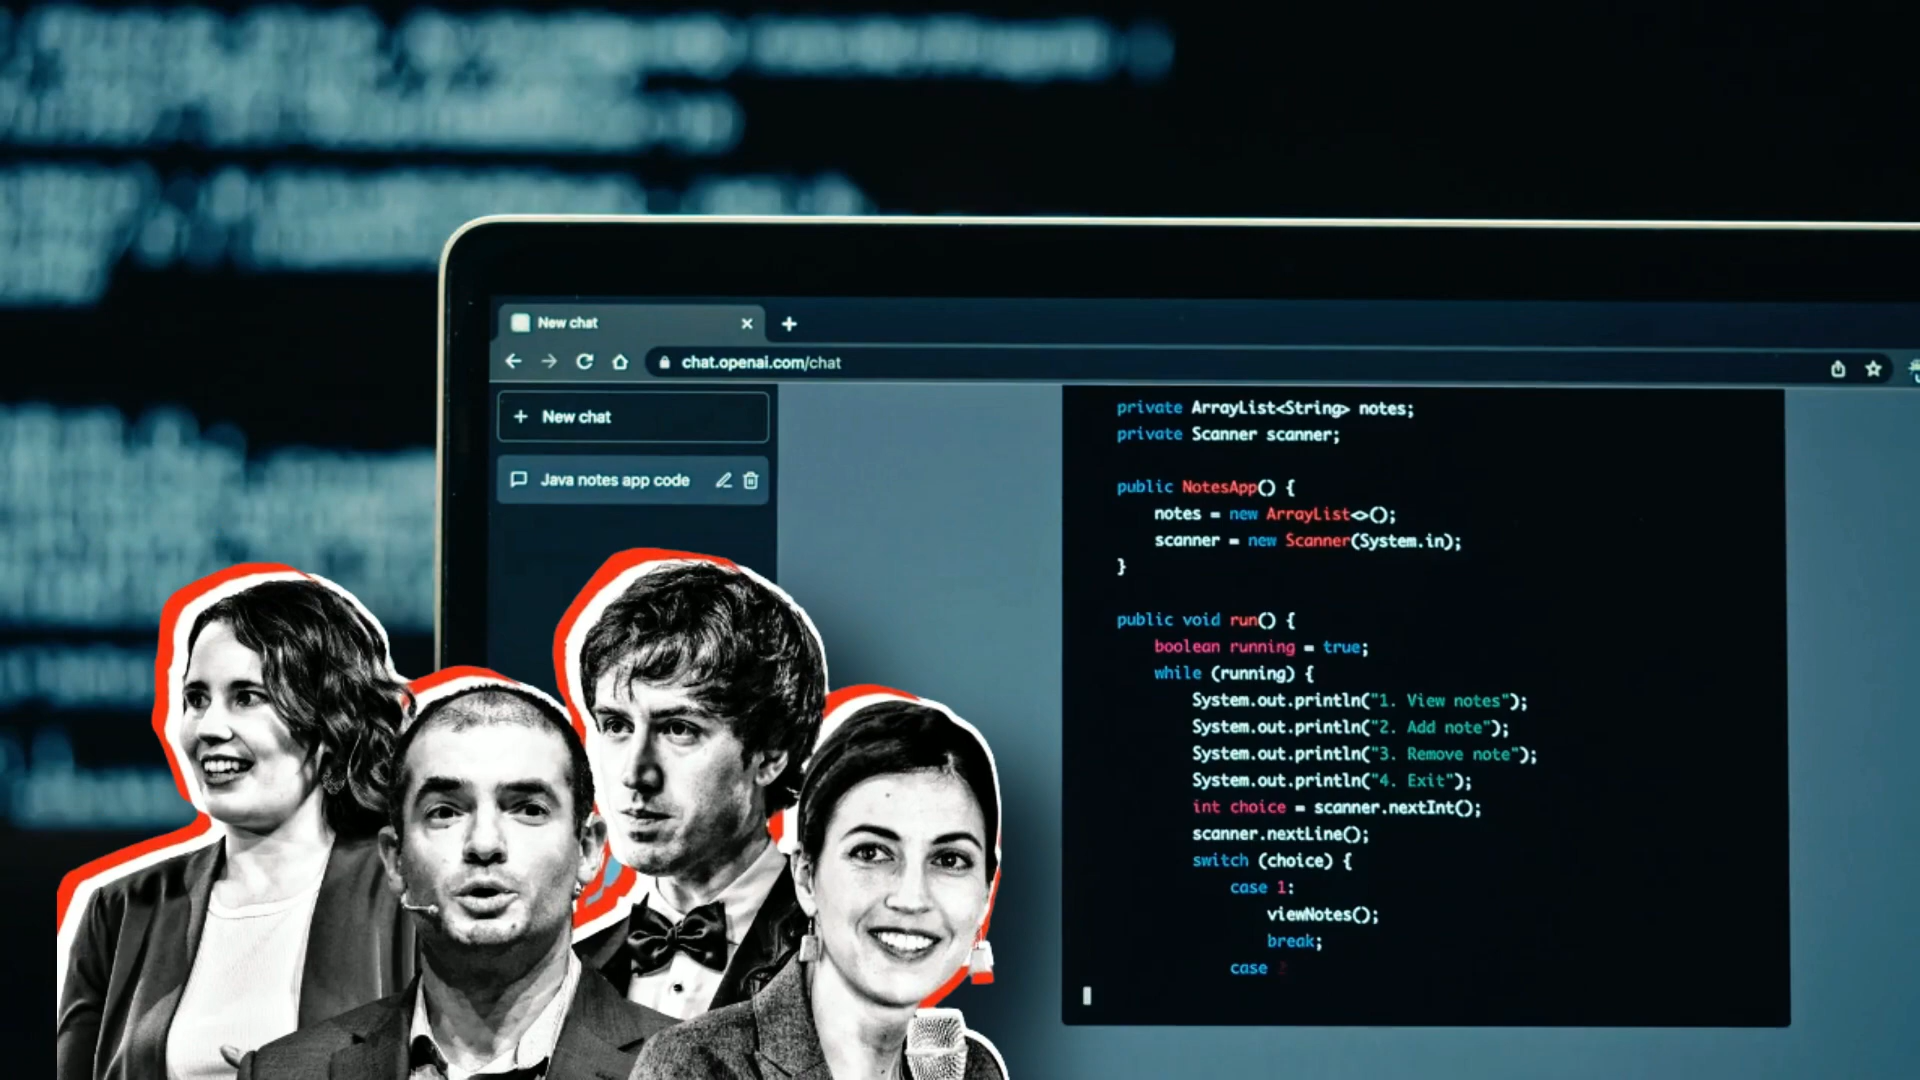 New chat
chat.openai.com/chat
New chat
Java notes app code
private ArrayList<String> notes;
private Scanner scanner;
public NotesApp() {
notes = new ArrayList<>();
scanner = new Scanner(System.in);
}
public void run() {
boolean running = true;
while (running) {
System.out.println("1. View notes");
System.out.println("2. Add note");
System.out.println("3. Remove note");
System.out.println("4. Exit");
int choice = scanner.nextInt();
scanner.nextLine();
switch (choice) {
case 1:
viewNotes();
break;
case